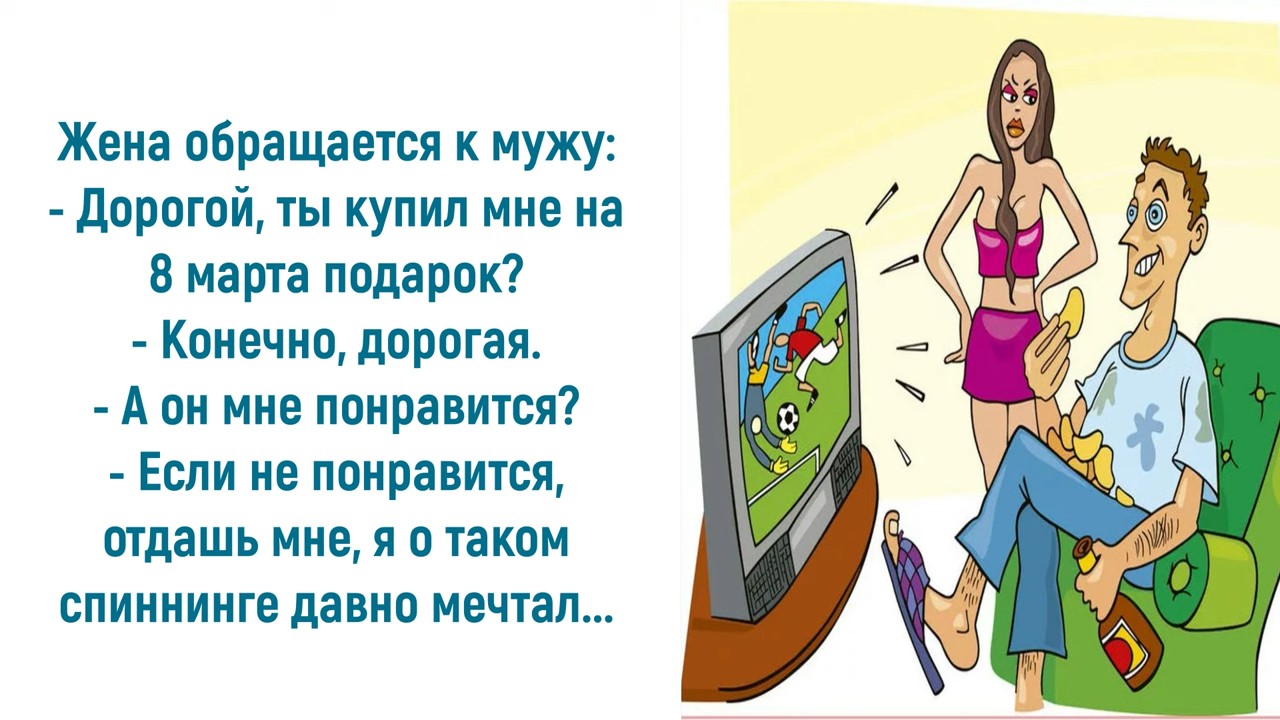 Жена обращается к мужу:
- Дорогой, ты купил мне на
8 марта подарок?
- Конечно, дорогая.
- А он мне понравится?
- Если не понравится,
отдашь мне, я о таком
спиннинге давно мечтал...